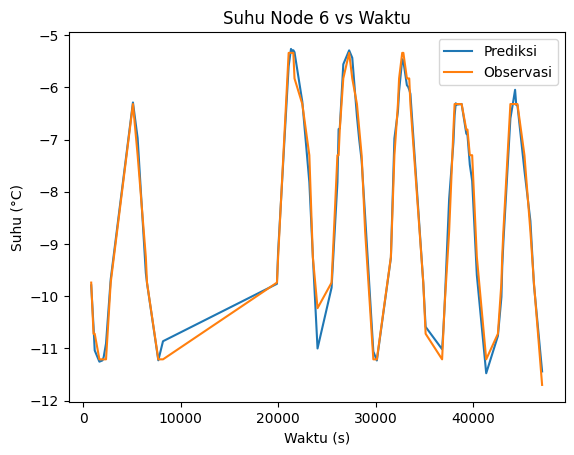 Suhu Node 6 vs Waktu
Prediksi
Observasi
Suhu (°C)
−5
−6
−7
−8
−9
−10
−11
−12
0
10000
20000
30000
40000
Waktu (s)